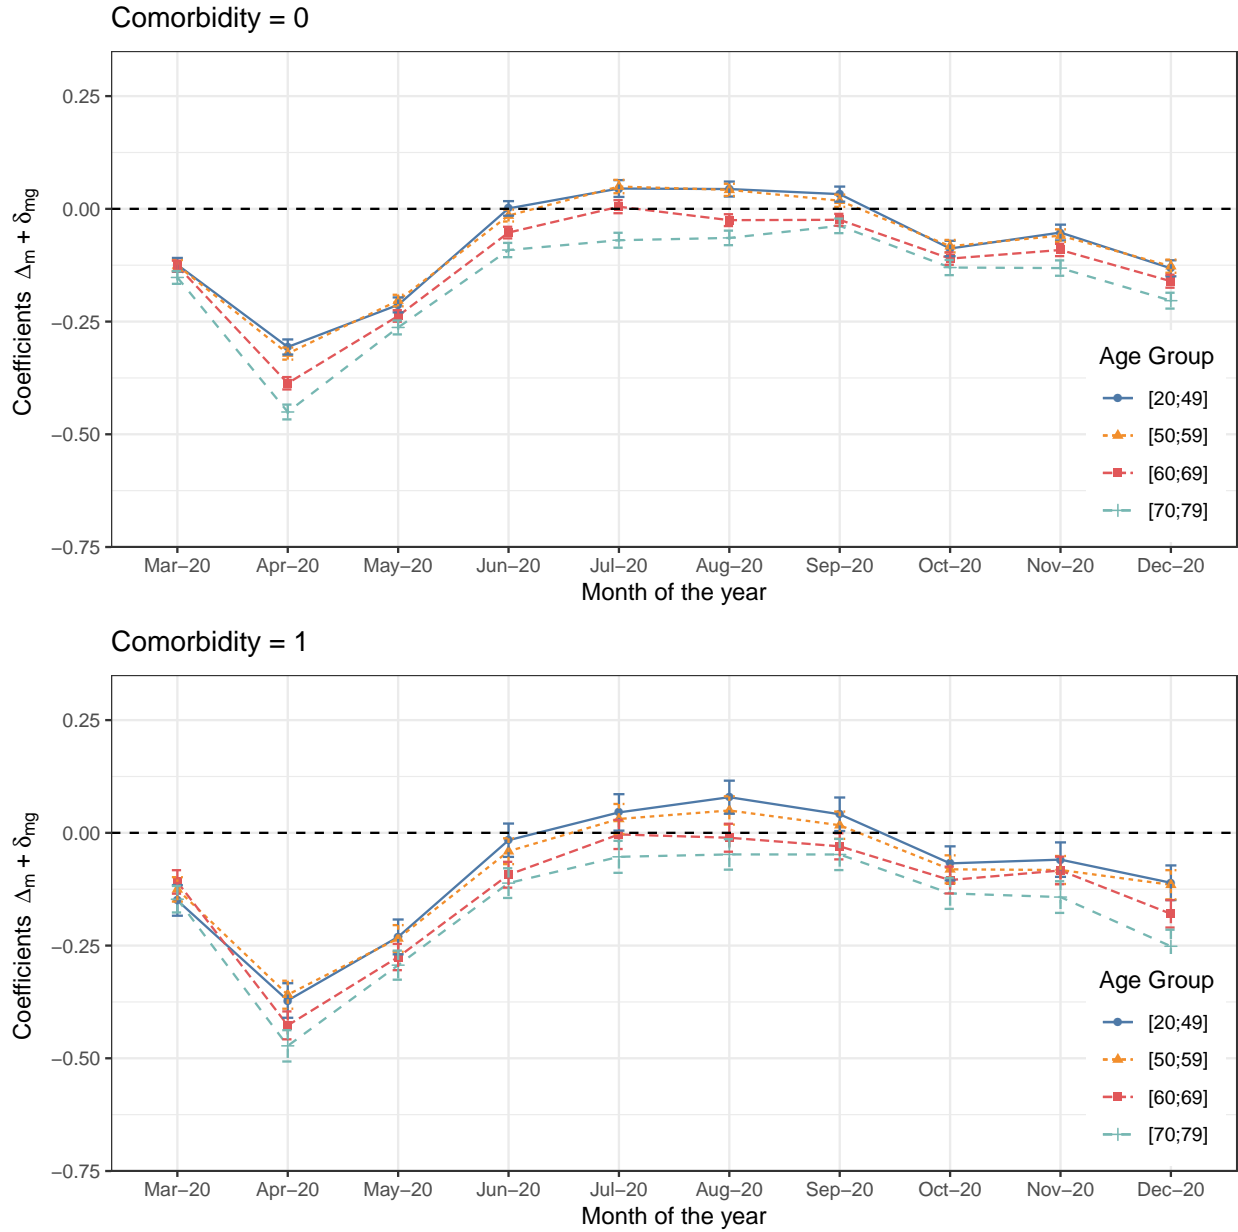 Comorbidity = 0
Coefficients Δm + δmg
0.25
0.00
−0.25
−0.50
−0.75
Age Group
[20;49]
[50;59]
[60;69]
[70;79]
Mar−20 Apr−20 May−20 Jun−20 Jul−20 Aug−20 Sep−20 Oct−20 Nov−20 Dec−20
Month of the year
Comorbidity = 1
Coefficients Δm + δmg
0.25
0.00
−0.25
−0.50
−0.75
Age Group
[20;49]
[50;59]
[60;69]
[70;79]
Mar−20 Apr−20 May−20 Jun−20 Jul−20 Aug−20 Sep−20 Oct−20 Nov−20 Dec−20
Month of the year